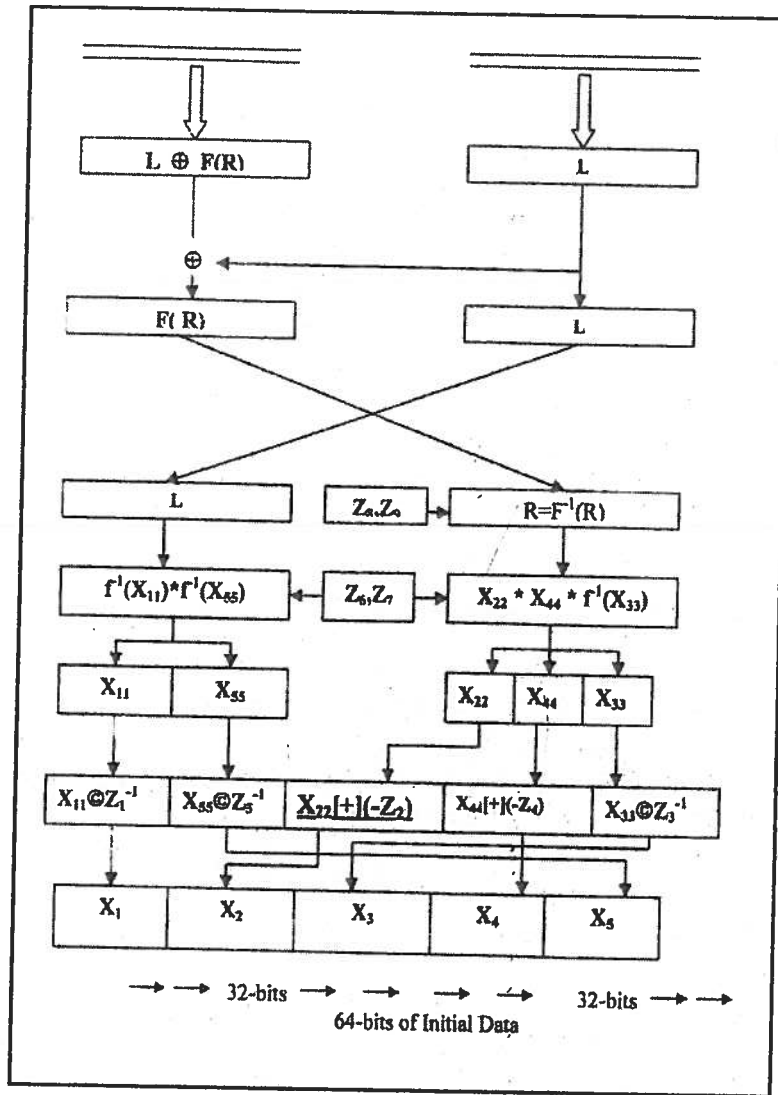 L ⊕ F(R) L
⊕
F( R) L
L Z₈,Z₉ R=F⁻¹(R)
f⁻¹(X₁₁)*f⁻¹(X₅₅) Z₆,Z₇ X₂₂ * X₄₄ * f⁻¹(X₃₃)
X₁₁ X₅₅ X₂₂ X₄₄ X₃₃
X₁₁©Z₁⁻¹ X₅₅©Z₅⁻¹ X₂₂[+](-Z₂) X₄₄[+](-Z₄) X₃₃©Z₃⁻¹
X₁ X₂ X₃ X₄ X₅
32-bits 32-bits
64-bits of Initial Data